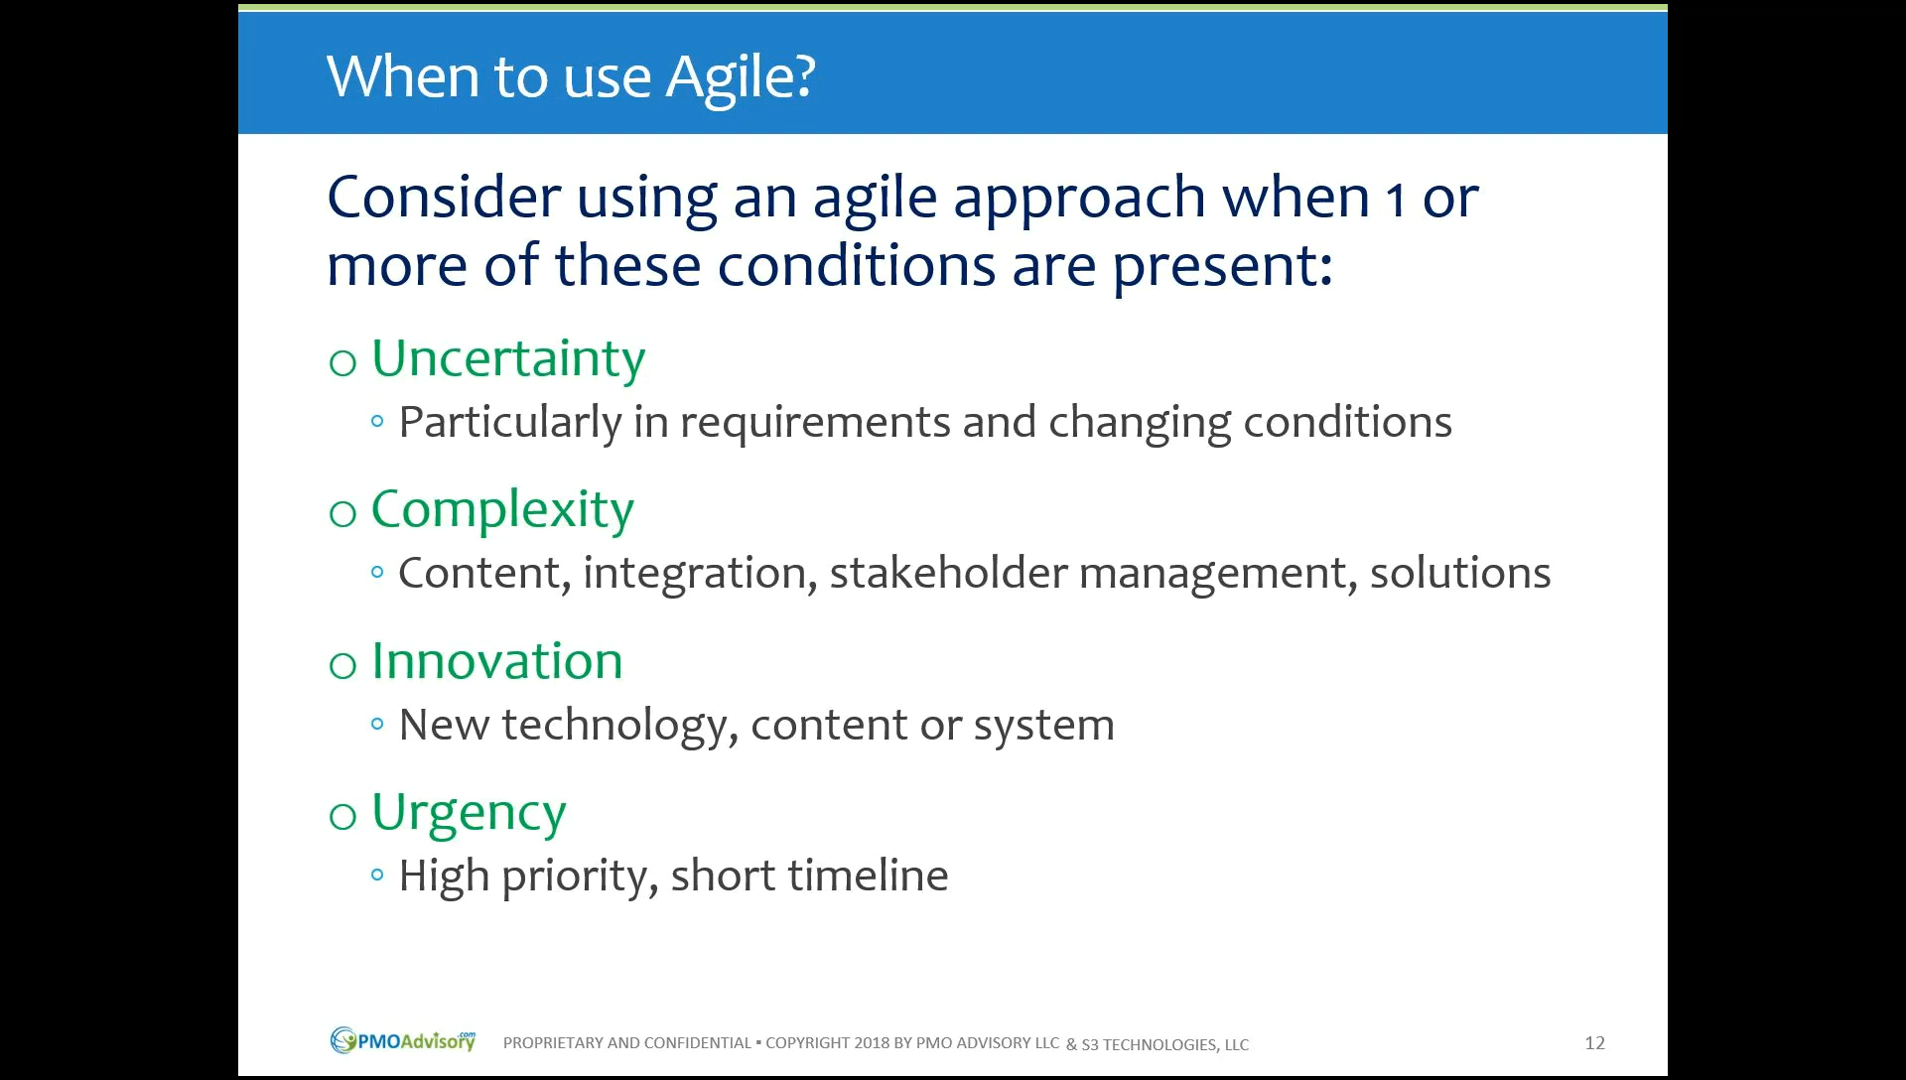 When to use Agile?
Consider using an agile approach when 1 or
more of these conditions are present:
o Uncertainty
◦ Particularly in requirements and changing conditions
o Complexity
◦ Content, integration, stakeholder management, solutions
o Innovation
◦ New technology, content or system
o Urgency
◦ High priority, short timeline
PMOAdvisory.com PROPRIETARY AND CONFIDENTIAL ▪ COPYRIGHT 2018 BY PMO ADVISORY LLC & S3 TECHNOLOGIES, LLC 12